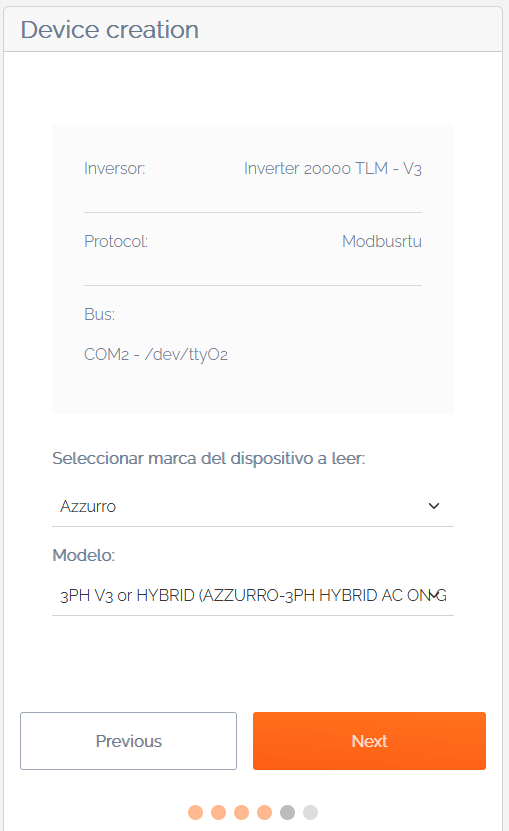 Device creation
Inversor: Inverter 20000 TLM - V3
Protocol: Modbusrtu
Bus:
COM2 - /dev/ttyO2
Seleccionar marca del dispositivo a leer:
Azzurro
Modelo:
3PH V3 or HYBRID (AZZURRO-3PH HYBRID AC ON G
Previous Next